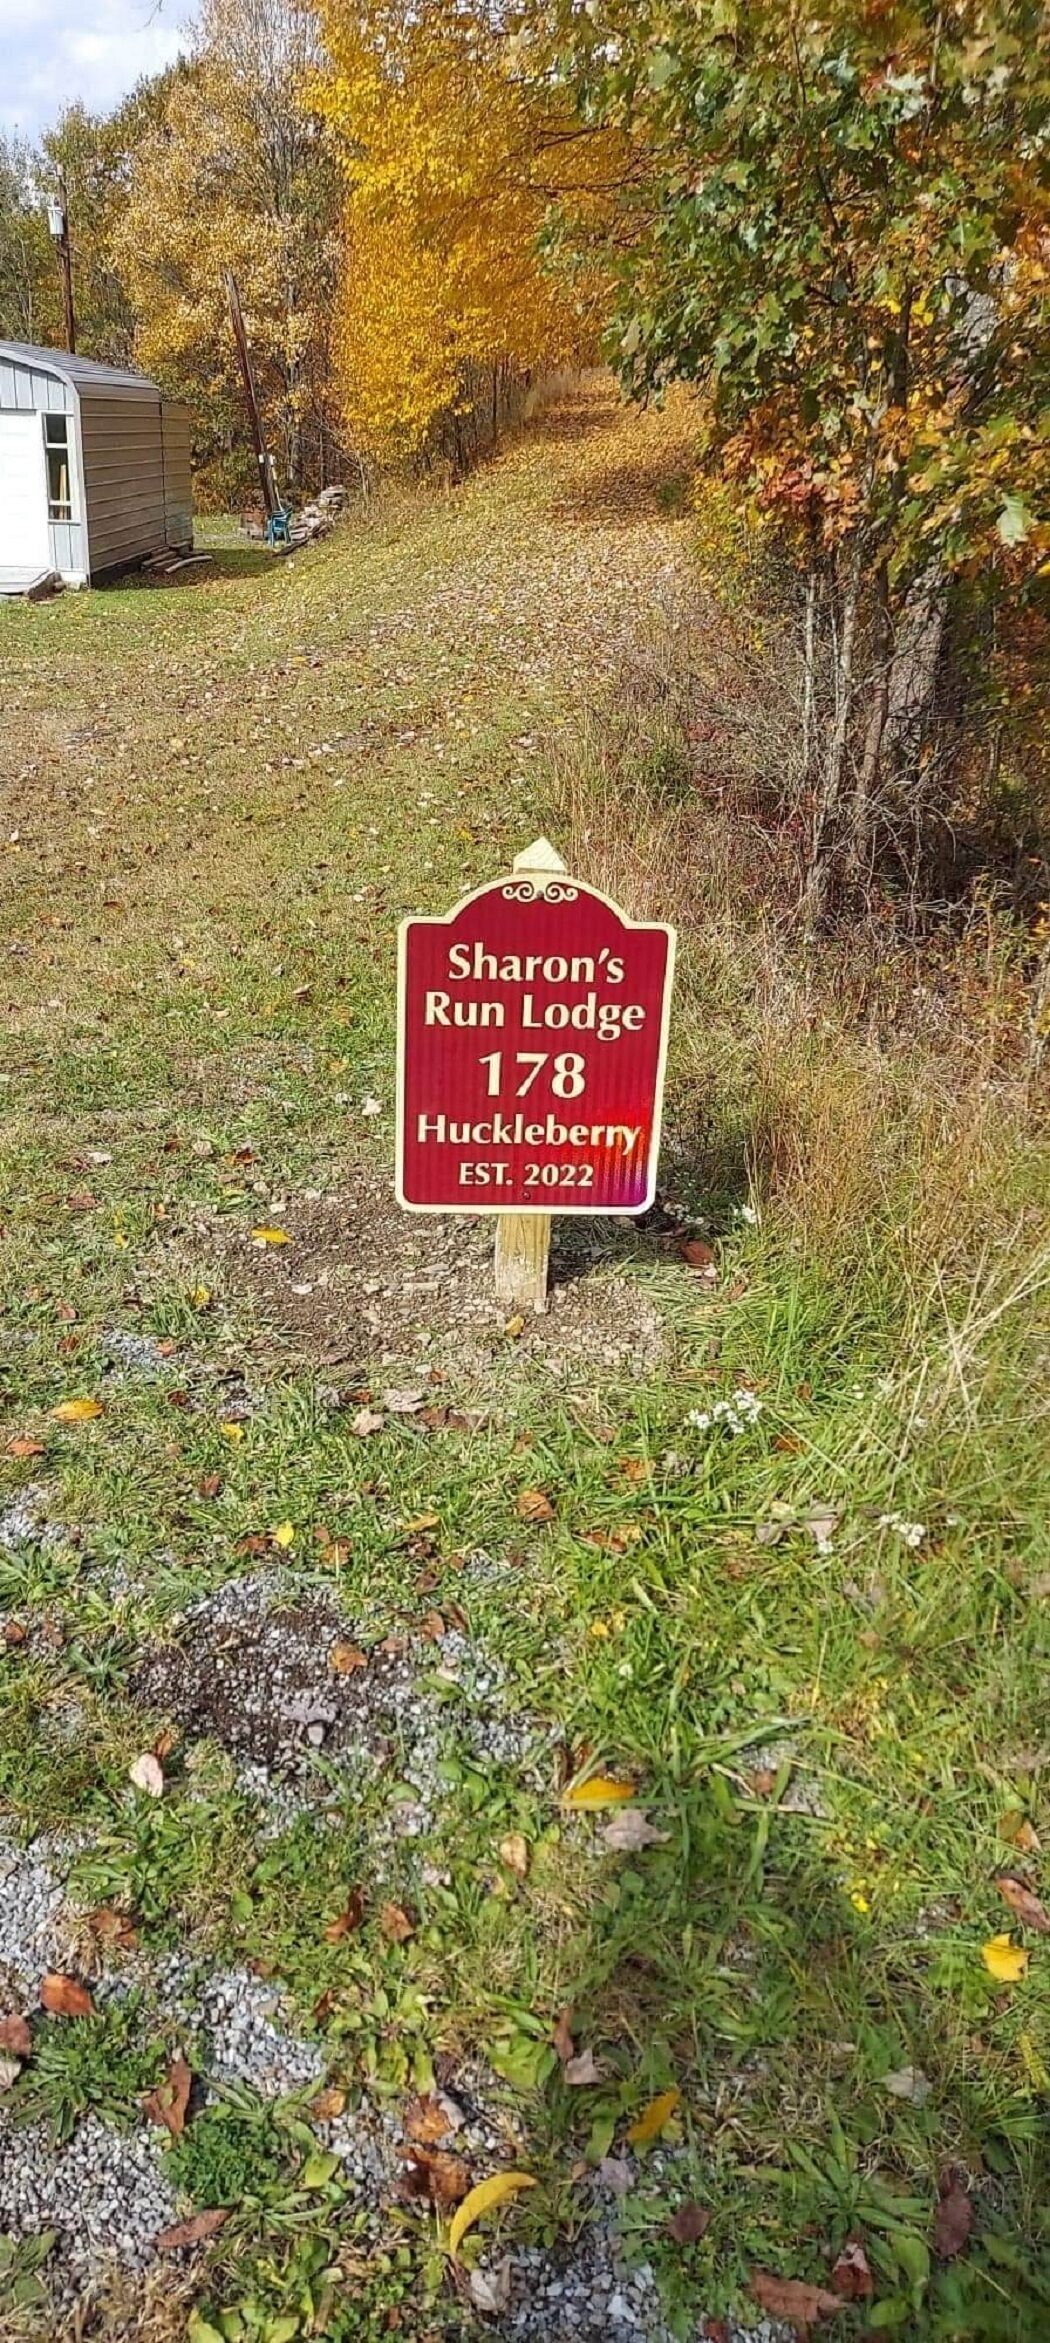 Sharon's
Run Lodge
178
Huckleberry
EST. 2022